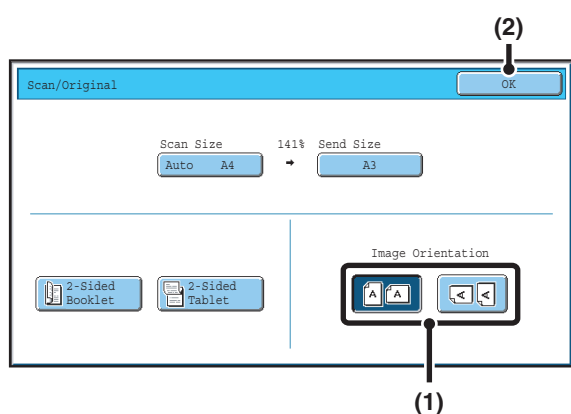 (2)
Scan/Original
OK
Scan Size 141% Send Size
Auto A4 → A3
Image Orientation
2-Sided Booklet
2-Sided Tablet
A A
A A
(1)